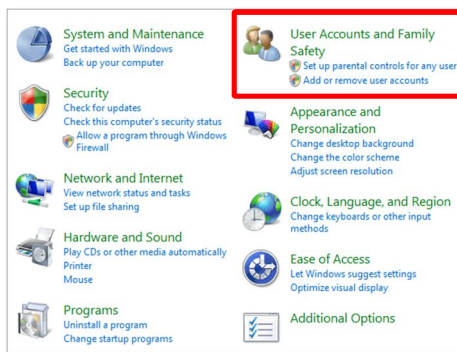 System and Maintenance
Get started with Windows
Back up your computer
Security
Check for updates
Check this computer's security status
Allow a program through Windows
Firewall
Network and Internet
View network status and tasks
Set up file sharing
Hardware and Sound
Play CDs or other media automatically
Printer
Mouse
Programs
Uninstall a program
Change startup programs
User Accounts and Family
Safety
Set up parental controls for any user
Add or remove user accounts
Appearance and
Personalization
Change desktop background
Change the color scheme
Adjust screen resolution
Clock, Language, and Region
Change keyboards or other input
methods
Ease of Access
Let Windows suggest settings
Optimize visual display
Additional Options